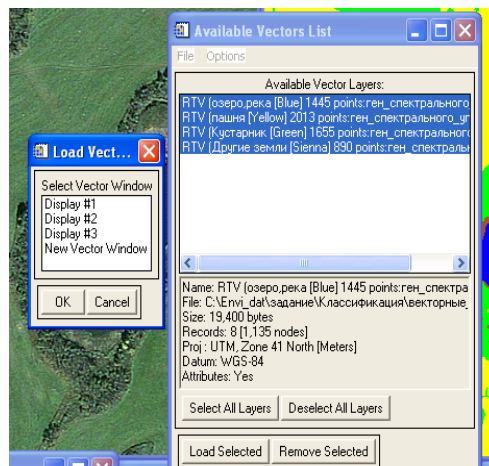 Available Vectors List
File Options
Available Vector Layers:
RTV (озеро,река [Blue] 1445 points:ген_спектрального_
RTV (пашня [Yellow] 2013 points:ген_спектрального_уг
RTV (Кустарник [Green] 1655 points:ген_спектральног
RTV (Другие земли [Sienna] 890 points:ген_спектральн
Load Vect...
Select Vector Window
Display #1
Display #2
Display #3
New Vector Window
OK Cancel
Name: RTV (озеро,река [Blue] 1445 points:ген_спектра
File: C:\Envi_dat\задание\Классификация\векторные_
Size: 19,400 bytes
Records: 8 [1,135 nodes]
Proj : UTM, Zone 41 North [Meters]
Datum: WGS-84
Attributes: Yes
Select All Layers Deselect All Layers
Load Selected Remove Selected